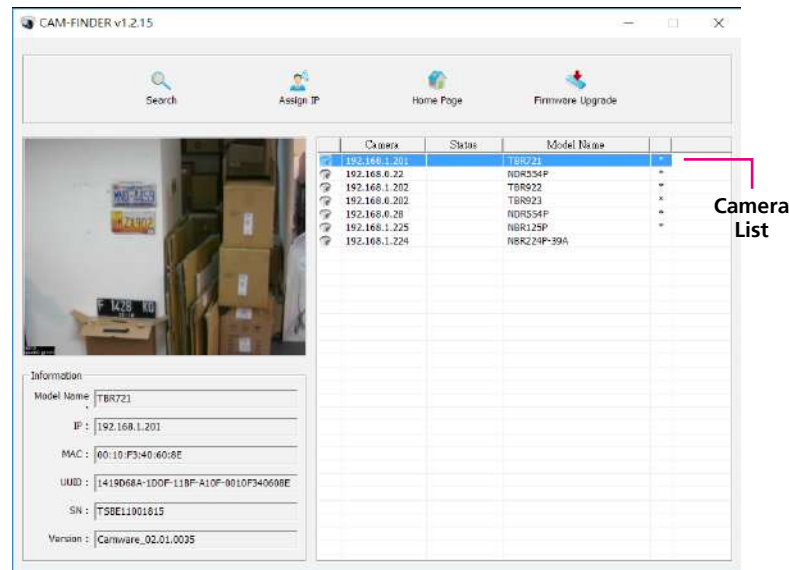 CAM-FINDER v1.2.15
Search
Assign IP
Home Page
Firmware Upgrade
Camera Status Model Name
192.168.1.201 TBR721 *
192.168.0.22 NDR554P *
192.168.1.202 TBR922 *
192.168.0.202 TBR923 *
192.168.0.28 NDR554P *
192.168.1.225 NBR125P *
192.168.1.224 NBR224P-39A
Camera
List
F 1428 KO
Information
Model Name TBR721
IP : 192.168.1.201
MAC : 00:10:F3:40:60:8E
UUID : 1419D68A-1DDF-11BF-A10F-0010F340608E
SN : TSBE11001815
Version : Camware_02.01.0035